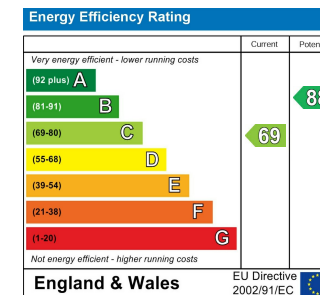 Energy Efficiency Rating
Current
Very energy efficient - lower running costs
(92 plus) A
(81-91) B
88
(69-80) C
69
(55-68) D
(39-54) E
(21-38) F
(1-20) G
Not energy efficient - higher running costs
England & Wales
EU Directive
2002/91/EC